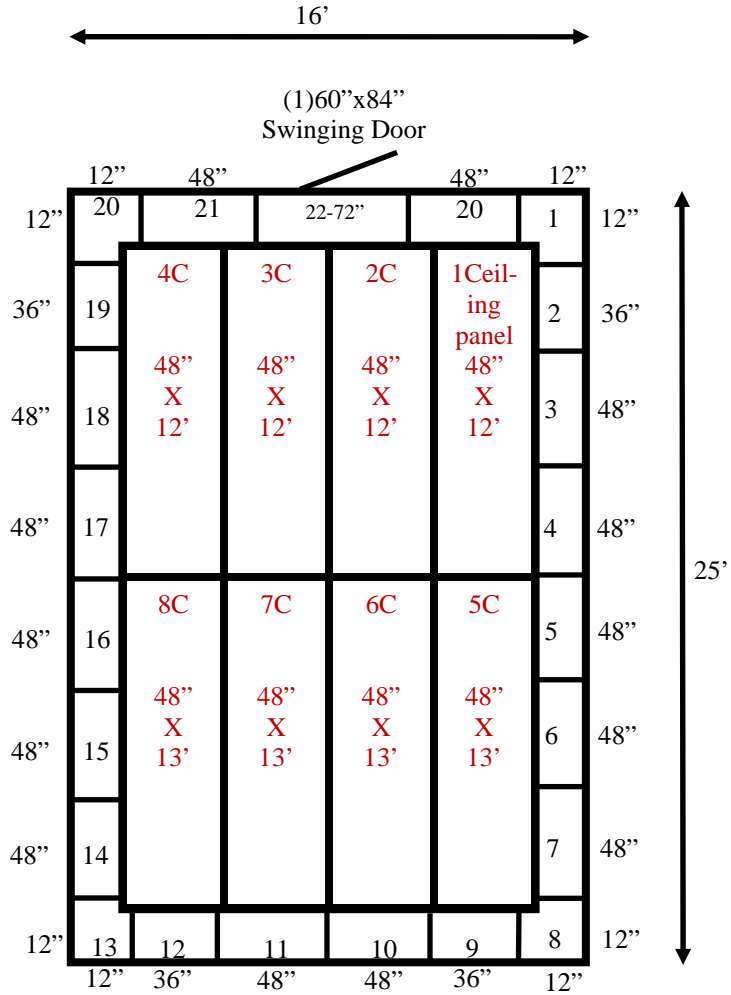 16’
(1)60”x84”
Swinging Door
12” 48” 48” 12”
12” 20 21 22-72” 20 1 12”
4C 3C 2C 1Ceil-
ing
panel
36” 19 2 36”
48” 48” 48” 48”
X X X X
12’ 12’ 12’ 12’
48” 18 3 48”
48” 17 4 48”
25’
8C 7C 6C 5C
48” 16 5 48”
48” 48” 48” 48”
X X X X
13’ 13’ 13’ 13’
48” 15 6 48”
48” 14 7 48”
12” 13 12 11 10 9 8 12”
12” 36” 48” 48” 36” 12”